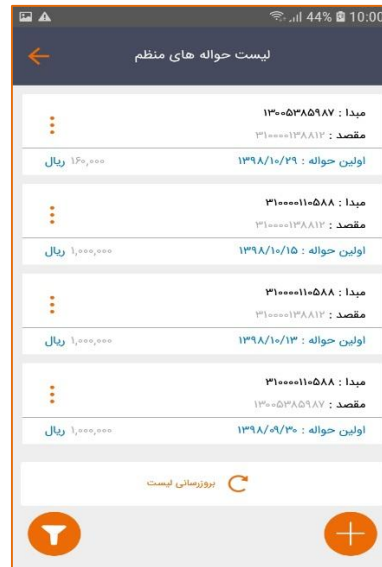 44% 10:00
لیست حواله های منظم
مبدا : ۱۳۰۰۵۳۸۵۹۸۷
مقصد : ۳۱۰۰۰۰۱۳۸۸۱۲
اولین حواله : ۱۳۹۸/۱۰/۲۹ ۱۶۰,۰۰۰ ریال
مبدا : ۳۱۰۰۰۰۱۱۰۵۸۸
مقصد : ۳۱۰۰۰۰۱۳۸۸۱۲
اولین حواله : ۱۳۹۸/۱۰/۱۵ ۱,۰۰۰,۰۰۰ ریال
مبدا : ۳۱۰۰۰۰۱۱۰۵۸۸
مقصد : ۳۱۰۰۰۰۱۳۸۸۱۲
اولین حواله : ۱۳۹۸/۱۰/۱۳ ۱,۰۰۰,۰۰۰ ریال
مبدا : ۳۱۰۰۰۰۱۱۰۵۸۸
مقصد : ۱۳۰۰۵۳۸۵۹۸۷
اولین حواله : ۱۳۹۸/۰۹/۳۰ ۱,۰۰۰,۰۰۰ ریال
بروزرسانی لیست